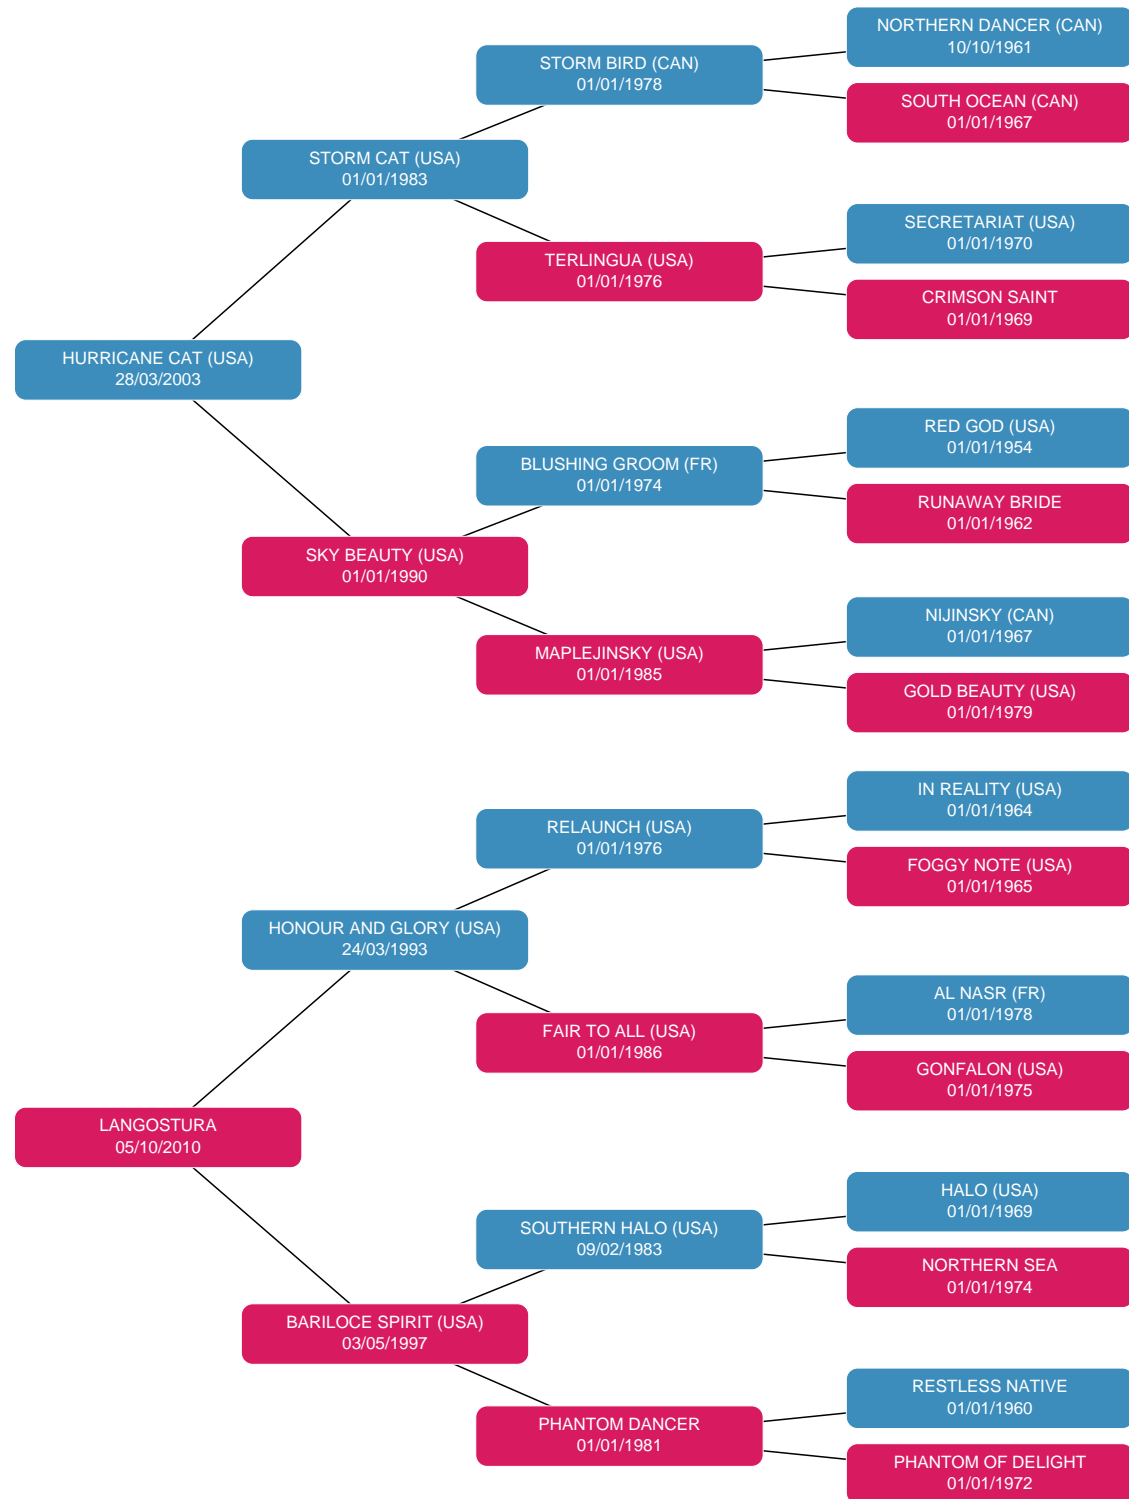 NORTHERN DANCER (CAN)
10/10/1961
STORM BIRD (CAN)
01/01/1978
SOUTH OCEAN (CAN)
01/01/1967
STORM CAT (USA)
01/01/1983
SECRETARIAT (USA)
01/01/1970
TERLINGUA (USA)
01/01/1976
CRIMSON SAINT
01/01/1969
HURRICANE CAT (USA)
28/03/2003
RED GOD (USA)
01/01/1954
BLUSHING GROOM (FR)
01/01/1974
RUNAWAY BRIDE
01/01/1962
SKY BEAUTY (USA)
01/01/1990
NIJINSKY (CAN)
01/01/1967
MAPLEJINSKY (USA)
01/01/1985
GOLD BEAUTY (USA)
01/01/1979
IN REALITY (USA)
01/01/1964
RELAUNCH (USA)
01/01/1976
FOGGY NOTE (USA)
01/01/1965
HONOUR AND GLORY (USA)
24/03/1993
AL NASR (FR)
01/01/1978
FAIR TO ALL (USA)
01/01/1986
GONFALON (USA)
01/01/1975
LANGOSTURA
05/10/2010
HALO (USA)
01/01/1969
SOUTHERN HALO (USA)
09/02/1983
NORTHERN SEA
01/01/1974
BARILOCE SPIRIT (USA)
03/05/1997
RESTLESS NATIVE
01/01/1960
PHANTOM DANCER
01/01/1981
PHANTOM OF DELIGHT
01/01/1972